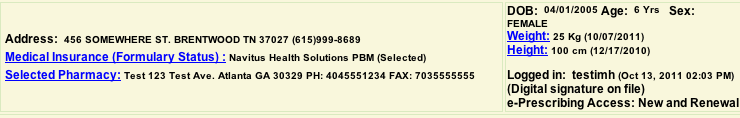 Address: 456 SOMEWHERE ST. BRENTWOOD TN 37027 (615)999-8689
Medical Insurance (Formulary Status) : Navitus Health Solutions PBM (Selected)
Selected Pharmacy: Test 123 Test Ave. Atlanta GA 30329 PH: 4045551234 FAX: 7035555555
DOB: 04/01/2005 Age: 6 Yrs Sex:
FEMALE
Weight: 25 Kg (10/07/2011)
Height: 100 cm (12/17/2010)
Logged in: testimh (Oct 13, 2011 02:03 PM)
(Digital signature on file)
e-Prescribing Access: New and Renewal